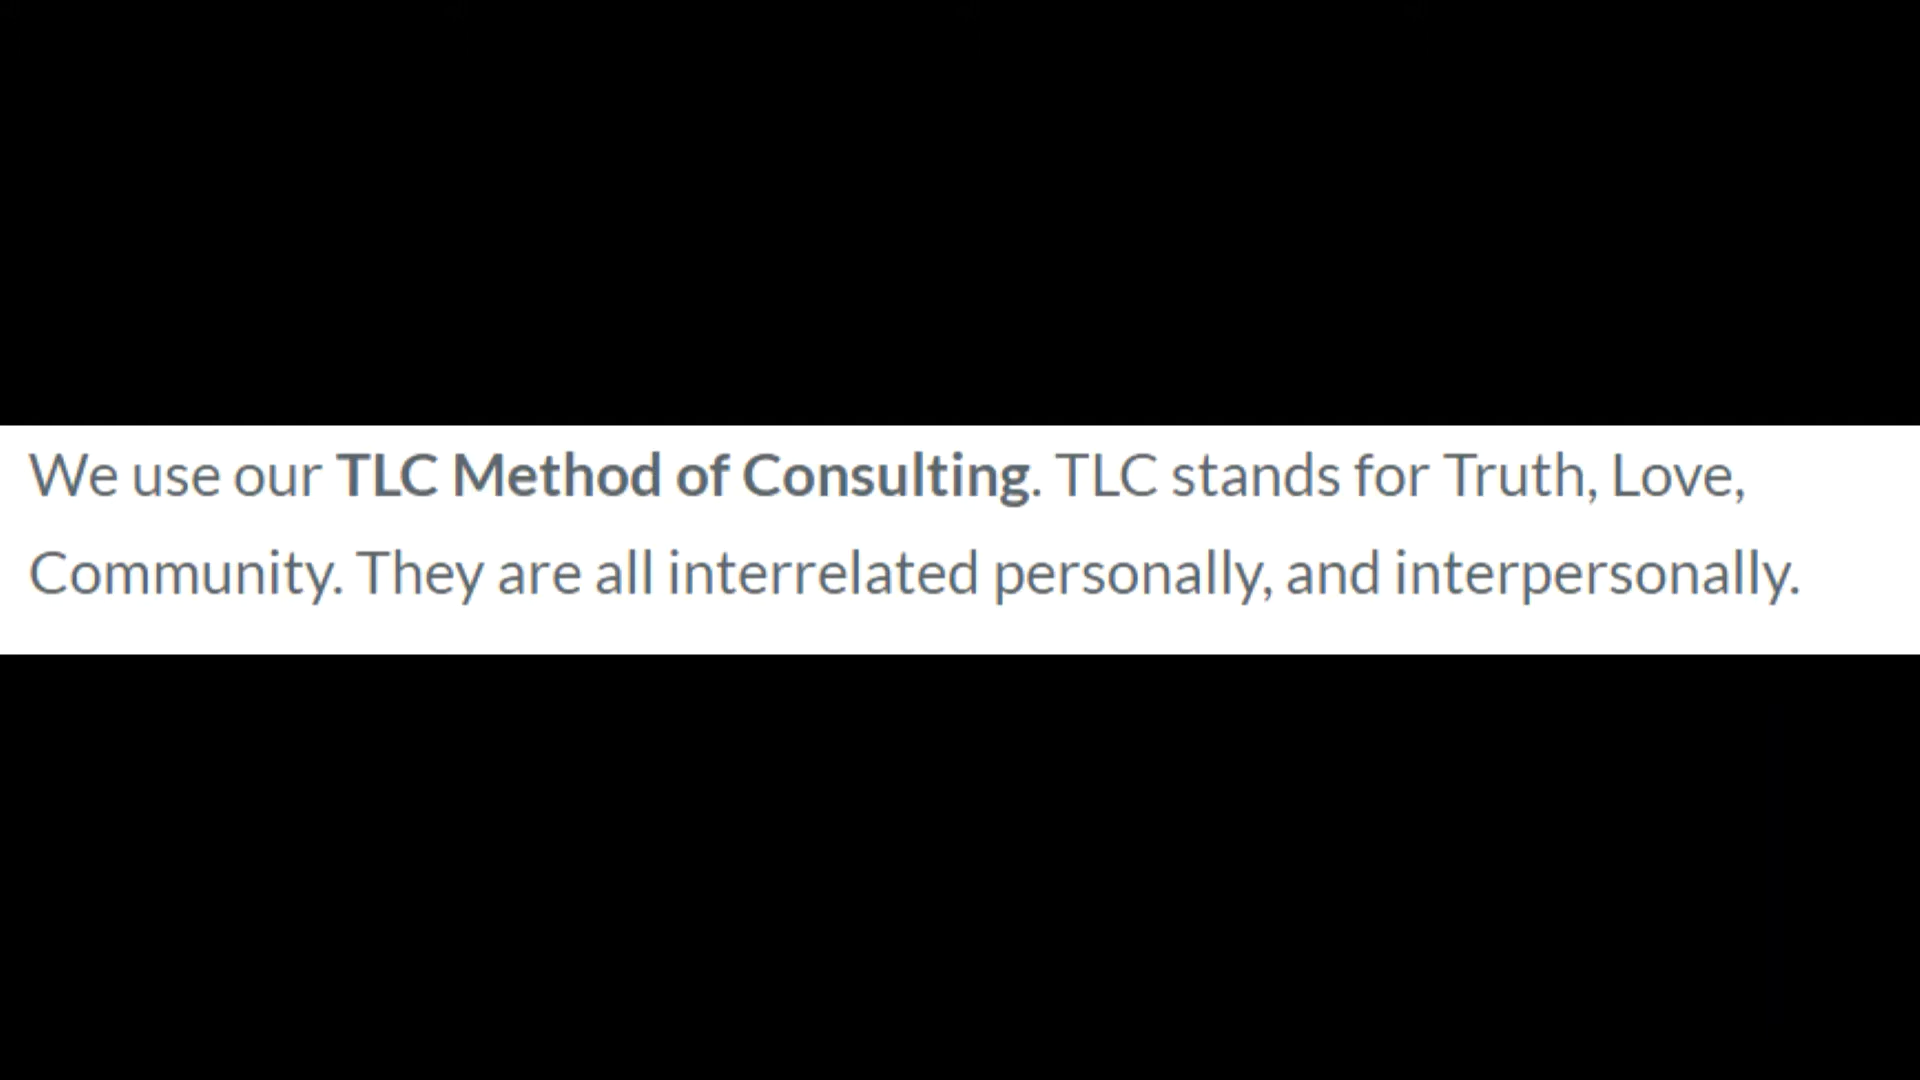 We use our TLC Method of Consulting. TLC stands for Truth, Love,
Community. They are all interrelated personally, and interpersonally.